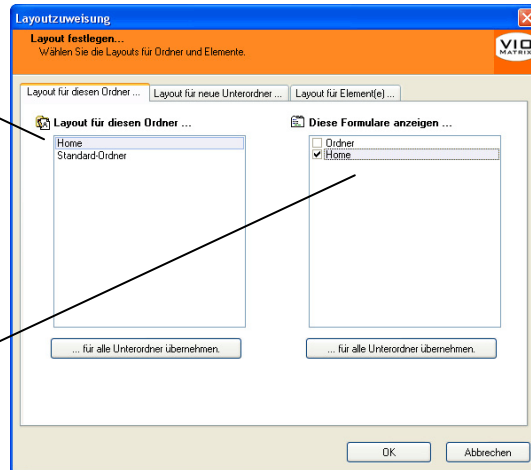 Layoutzuweisung
Layout festlegen...
Wählen Sie die Layouts für Ordner und Elemente.
VIO
MATRIX
Layout für diesen Ordner ...
Layout für neue Unterordner ...
Layout für Element(e) ...
Layout für diesen Ordner ...
Diese Formulare anzeigen ...
Home
Standard-Ordner
Ordner
Home
... für alle Unterordner übernehmen.
... für alle Unterordner übernehmen.
OK
Abbrechen